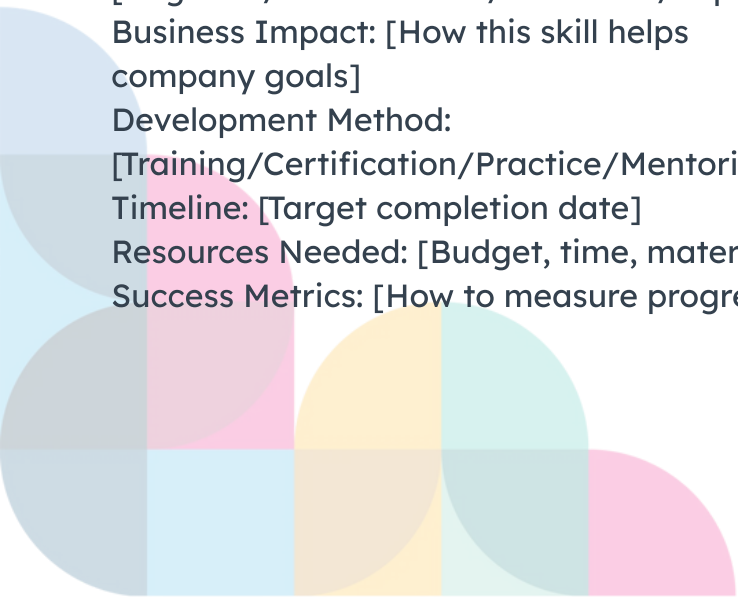 Business Impact: [How this skill helps
company goals]
Development Method:
[Training/Certification/Practice/Mentori
Timeline: [Target completion date]
Resources Needed: [Budget, time, mater
Success Metrics: [How to measure progre